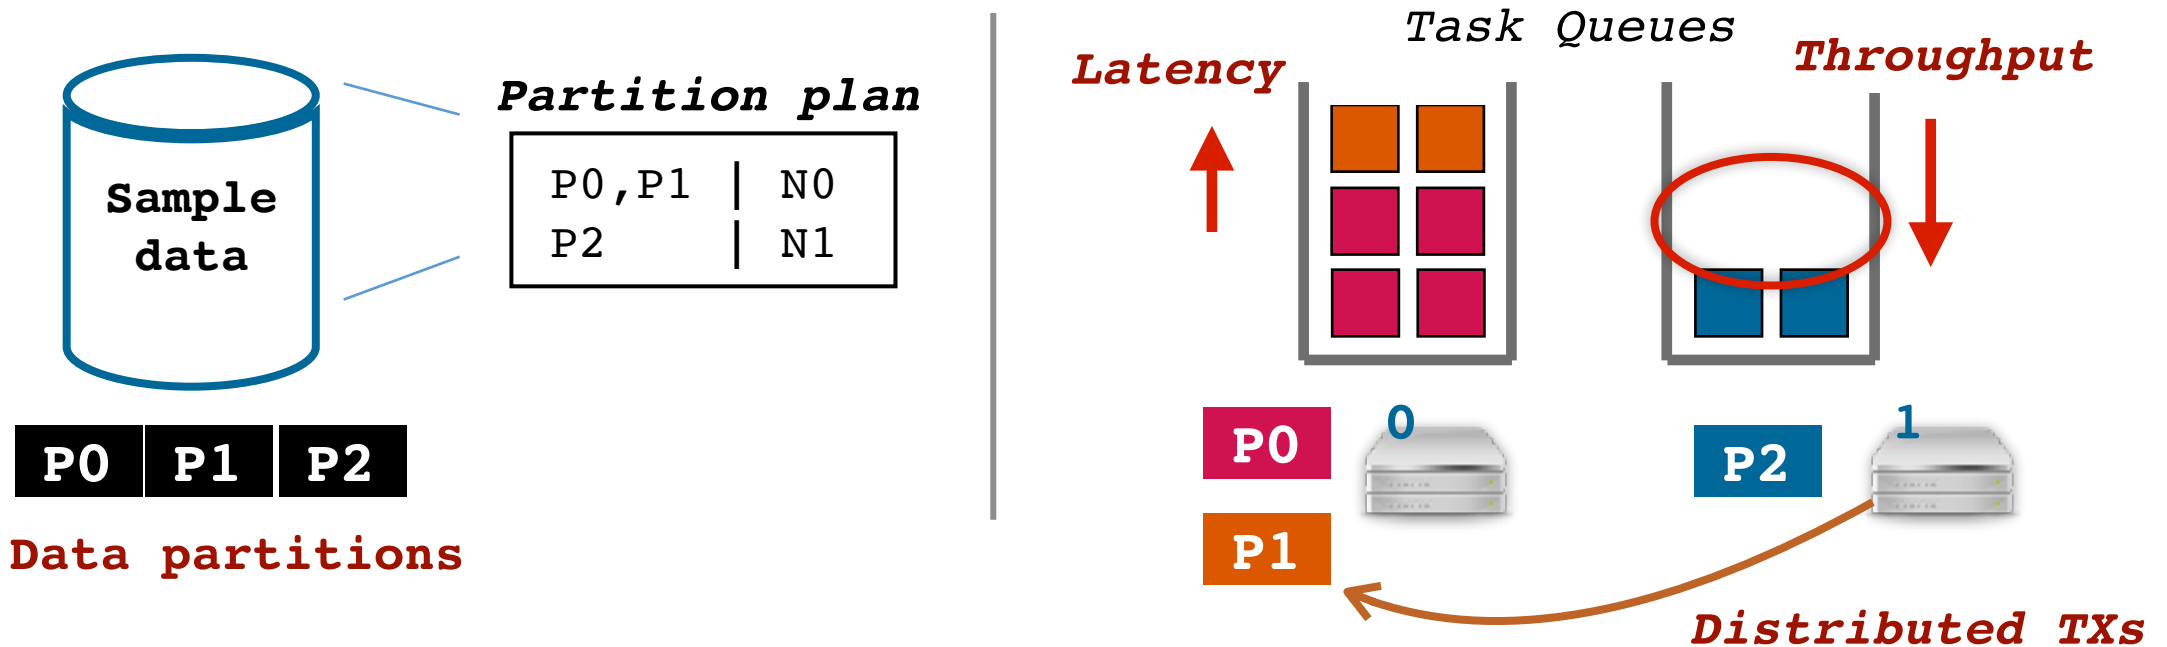 Sample
data
P0 P1 P2
Data partitions
Partition plan
P0,P1 | N0
P2 | N1
Task Queues
Latency
Throughput
P0
0
P1
P2
1
Distributed TXs